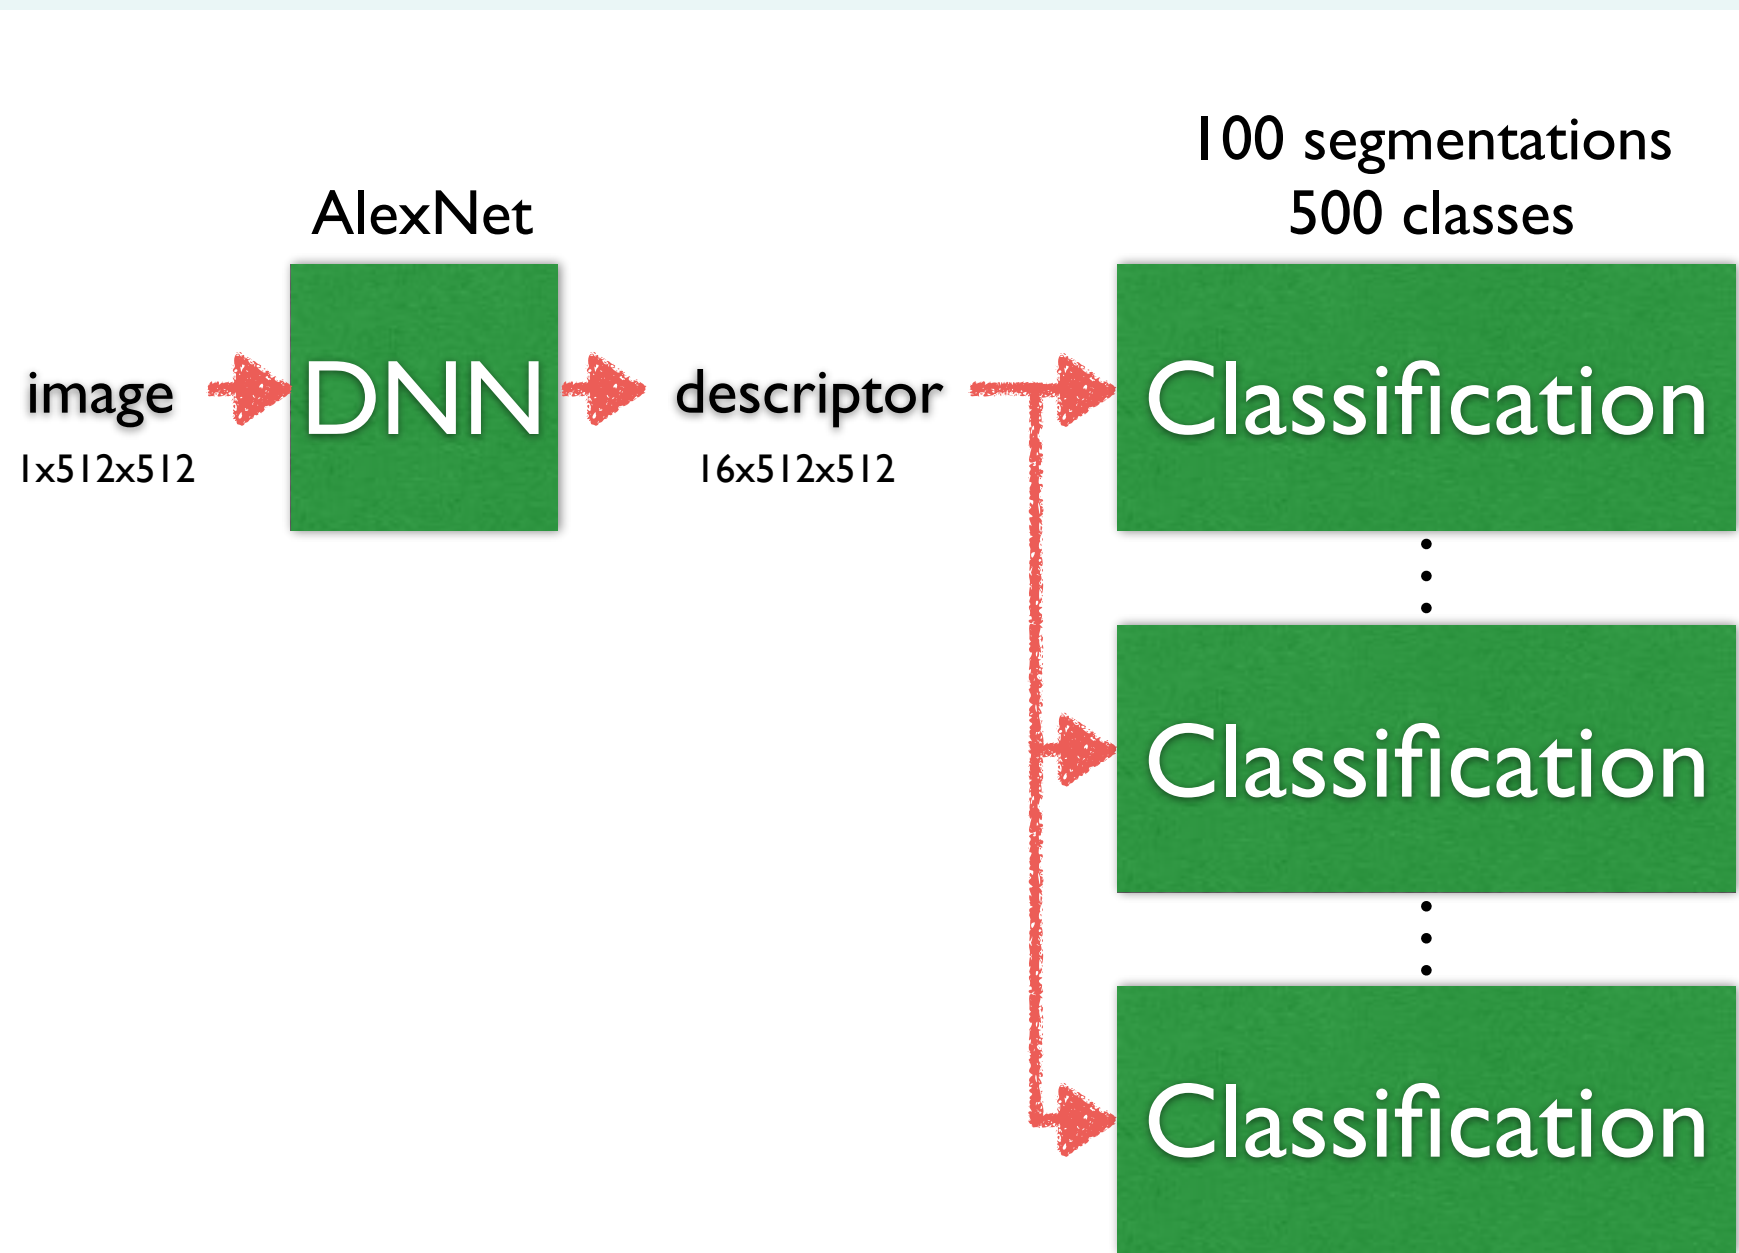 100 segmentations
500 classes
AlexNet
image
1x512x512
DNN
descriptor
16x512x512
Classification
Classification
Classification